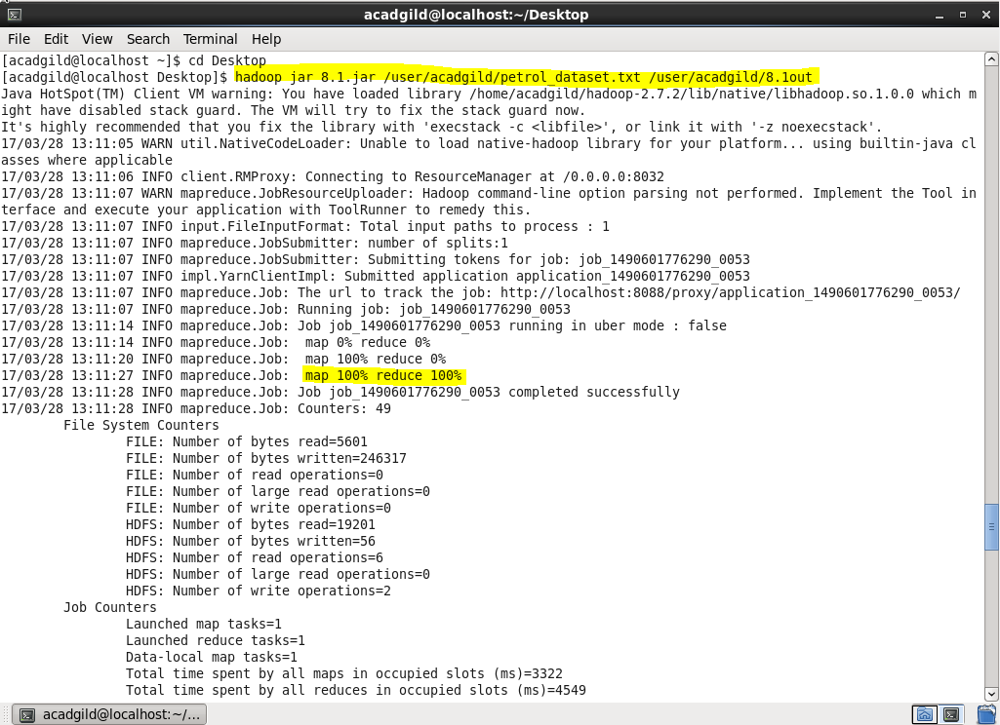 acadgild@localhost:~/Desktop
File Edit View Search Terminal Help
[acadgild@localhost ~]$ cd Desktop
[acadgild@localhost Desktop]$ hadoop jar 8.1.jar /user/acadgild/petrol_dataset.txt /user/acadgild/8.1out
Java HotSpot(TM) Client VM warning: You have loaded library /home/acadgild/hadoop-2.7.2/lib/native/libhadoop.so.1.0.0 which m
ight have disabled stack guard. The VM will try to fix the stack guard now.
It's highly recommended that you fix the library with 'execstack -c <libfile>', or link it with '-z noexecstack'.
17/03/28 13:11:05 WARN util.NativeCodeLoader: Unable to load native-hadoop library for your platform... using builtin-java cl
asses where applicable
17/03/28 13:11:06 INFO client.RMProxy: Connecting to ResourceManager at /0.0.0.0:8032
17/03/28 13:11:07 WARN mapreduce.JobResourceUploader: Hadoop command-line option parsing not performed. Implement the Tool in
terface and execute your application with ToolRunner to remedy this.
17/03/28 13:11:07 INFO input.FileInputFormat: Total input paths to process : 1
17/03/28 13:11:07 INFO mapreduce.JobSubmitter: number of splits:1
17/03/28 13:11:07 INFO mapreduce.JobSubmitter: Submitting tokens for job: job_1490601776290_0053
17/03/28 13:11:07 INFO impl.YarnClientImpl: Submitted application application_1490601776290_0053
17/03/28 13:11:07 INFO mapreduce.Job: The url to track the job: http://localhost:8088/proxy/application_1490601776290_0053/
17/03/28 13:11:07 INFO mapreduce.Job: Running job: job_1490601776290_0053
17/03/28 13:11:14 INFO mapreduce.Job: Job job_1490601776290_0053 running in uber mode : false
17/03/28 13:11:14 INFO mapreduce.Job:  map 0% reduce 0%
17/03/28 13:11:20 INFO mapreduce.Job:  map 100% reduce 0%
17/03/28 13:11:27 INFO mapreduce.Job:  map 100% reduce 100%
17/03/28 13:11:28 INFO mapreduce.Job: Job job_1490601776290_0053 completed successfully
17/03/28 13:11:28 INFO mapreduce.Job: Counters: 49
File System Counters
FILE: Number of bytes read=5601
FILE: Number of bytes written=246317
FILE: Number of read operations=0
FILE: Number of large read operations=0
FILE: Number of write operations=0
HDFS: Number of bytes read=19201
HDFS: Number of bytes written=56
HDFS: Number of read operations=6
HDFS: Number of large read operations=0
HDFS: Number of write operations=2
Job Counters
Launched map tasks=1
Launched reduce tasks=1
Data-local map tasks=1
Total time spent by all maps in occupied slots (ms)=3322
Total time spent by all reduces in occupied slots (ms)=4549
acadgild@localhost:~/...